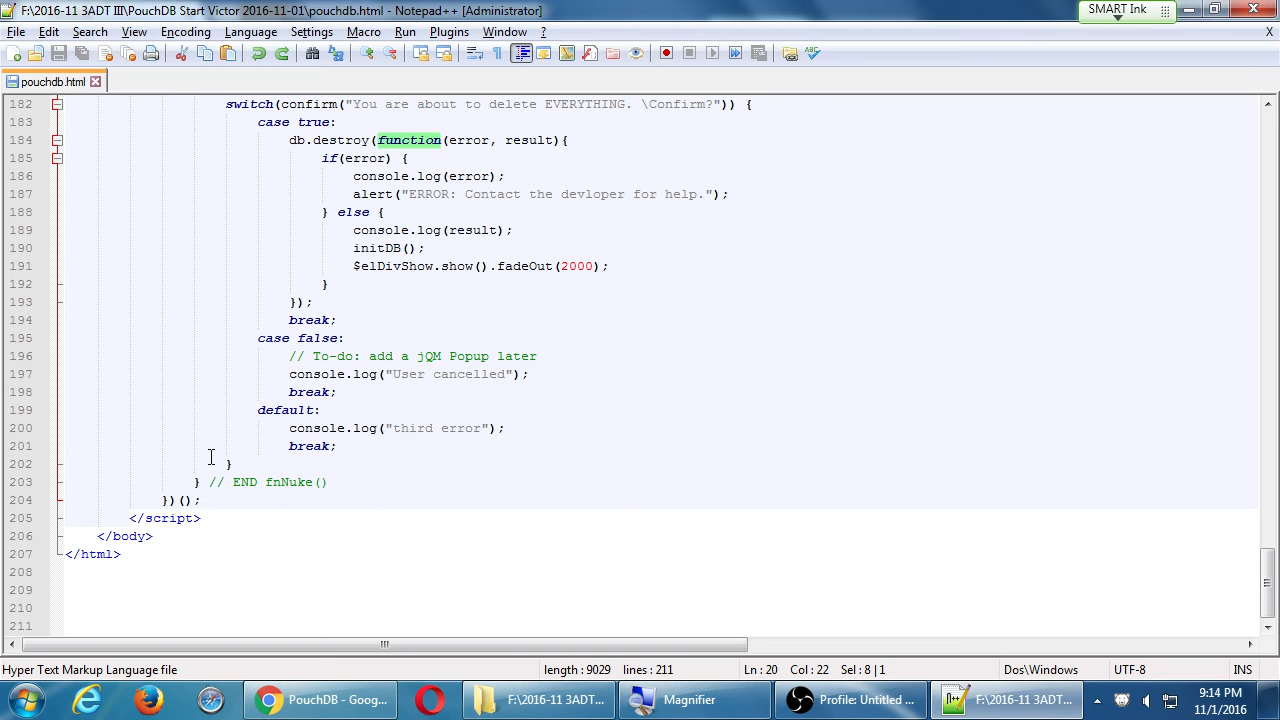 F:\2016-11 3ADT III\PouchDB Start Victor 2016-11-01\pouchdb.html - Notepad++ [Administrator]
SMART Ink
File Edit Search View Encoding Language Settings Macro Run Plugins Window ? X
pouchdb.html
182 switch(confirm("You are about to delete EVERYTHING. \Confirm?")) {
183 case true:
184 db.destroy(function(error, result){
185 if(error) {
186 console.log(error);
187 alert("ERROR: Contact the devloper for help.");
188 } else {
189 console.log(result);
190 initDB();
191 $elDivShow.show().fadeOut(2000);
192 }
193 });
194 break;
195 case false:
196 // To-do: add a jQM Popup later
197 console.log("User cancelled");
198 break;
199 default:
200 console.log("third error");
201 break;
202 }
203 } // END fnNuke()
204 })();
205 </script>
206 </body>
207 </html>
208
209
210
211
Hyper Text Markup Language file length : 9029 lines : 211 Ln : 20 Col : 22 Sel : 8 | 1 Dos\Windows UTF-8 INS
PouchDB - Goog... F:\2016-11 3ADT... Magnifier Profile: Untitled ... F:\2016-11 3ADT... 9:14 PM
11/1/2016